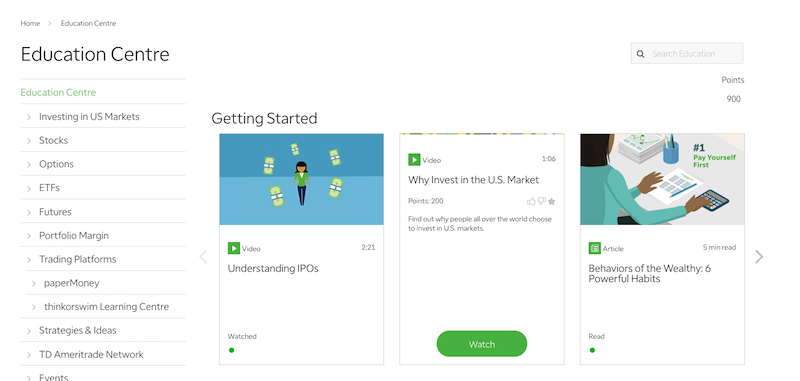 Home > Education Centre
Education Centre
Search Education
Points
900
Education Centre
Investing in US Markets
Stocks
Options
ETFs
Futures
Portfolio Margin
Trading Platforms
paperMoney
thinkorswim Learning Centre
Strategies & Ideas
TD Ameritrade Network
Events
Getting Started
Video 2:21
Understanding IPOs
Watched
Video 1:06
Why Invest in the U.S. Market
Points: 200
Find out why people all over the world choose
to invest in U.S. markets.
Watch
#1
Pay Yourself
First
Article 5 min read
Behaviors of the Wealthy: 6
Powerful Habits
Read